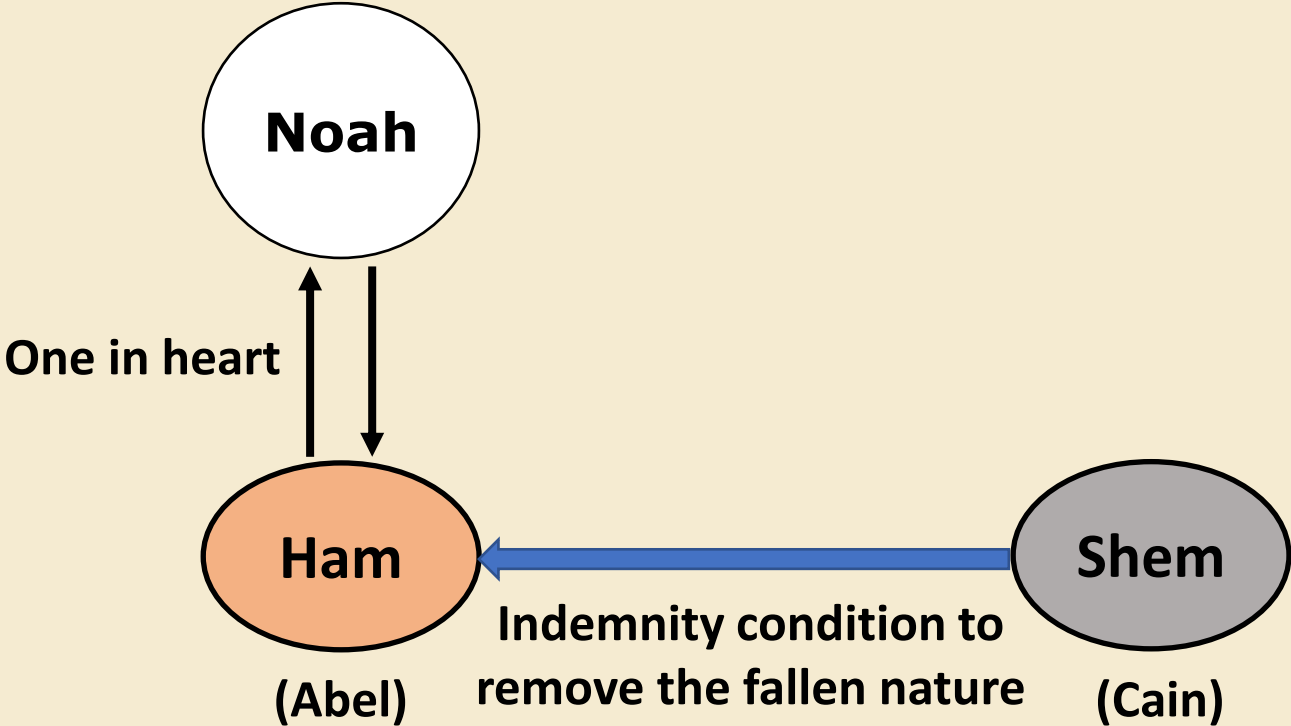 Noah
One in heart
Ham
Shem
Indemnity condition to
remove the fallen nature
(Abel)
(Cain)